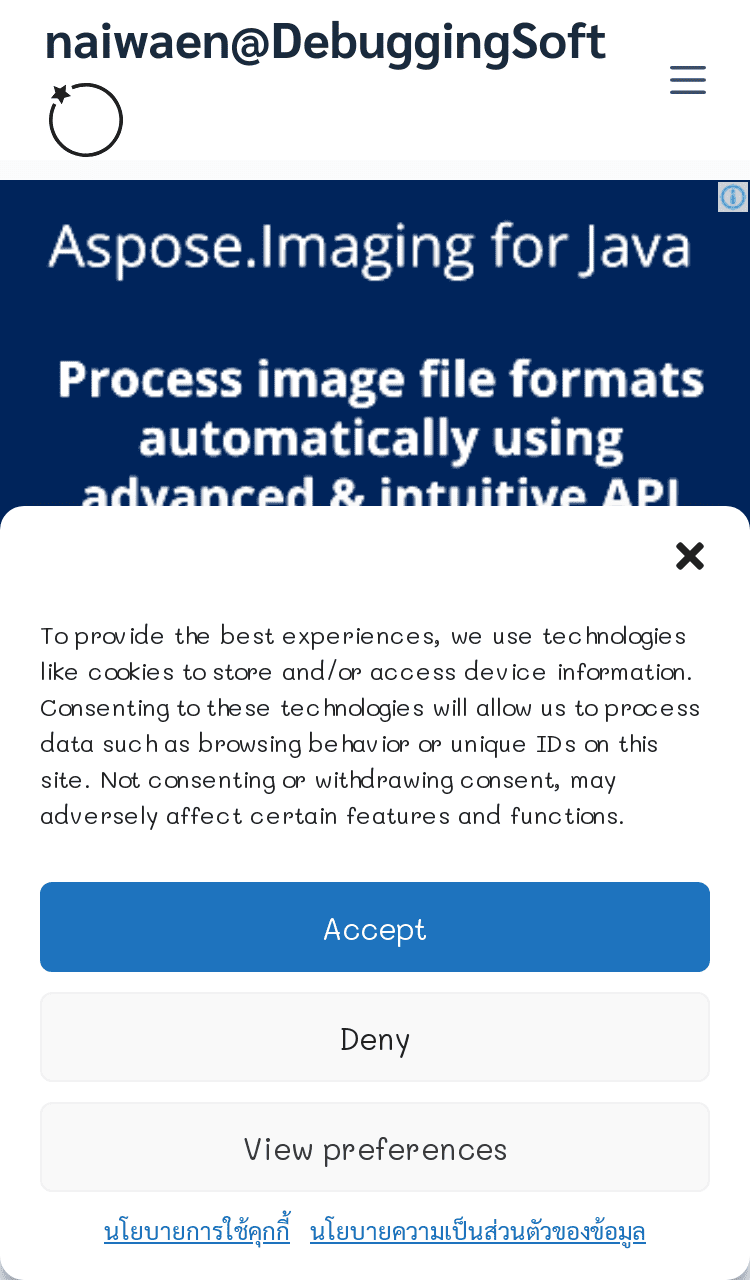 naiwaen@DebuggingSoft
Aspose.Imaging for Java
Process image file formats
automatically using
advanced & intuitive API
To provide the best experiences, we use technologies
like cookies to store and/or access device information.
Consenting to these technologies will allow us to process
data such as browsing behavior or unique IDs on this
site. Not consenting or withdrawing consent, may
adversely affect certain features and functions.
Accept
Deny
View preferences
นโยบายการใช้คุกกี้ นโยบายความเป็นส่วนตัวของข้อมูล